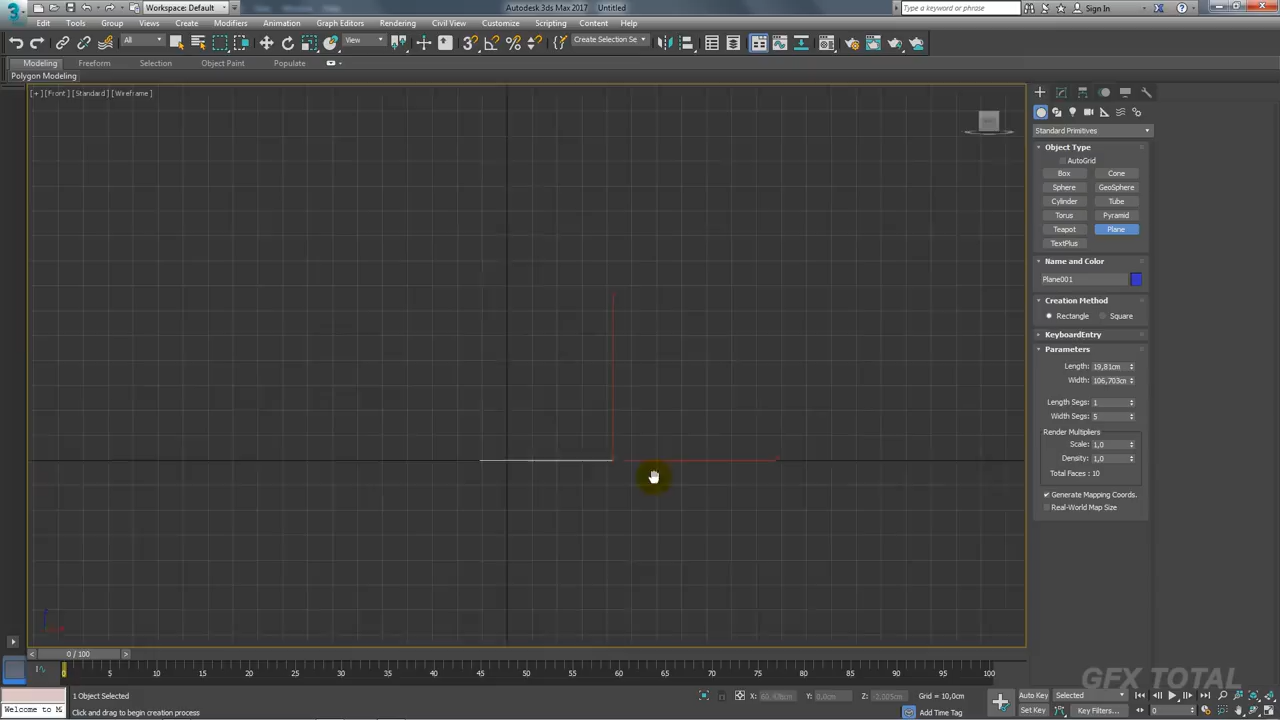 Workspace: Default
Autodesk 3ds Max 2017 Untitled
Type a keyword or phrase
Sign In
Edit Tools Group Views Create Modifiers Animation Graph Editors Rendering Civil View Customize Scripting Content Help
All
View
Create Selection Se
Modeling Freeform Selection Object Paint Populate
Polygon Modeling
[+] [Front] [Standard] [Wireframe]
Standard Primitives
Object Type
AutoGrid
Box Cone
Sphere GeoSphere
Cylinder Tube
Torus Pyramid
Teapot Plane
TextPlus
Name and Color
Plane001
Creation Method
Rectangle Square
KeyboardEntry
Parameters
Length: 19,81cm
Width: 106,703cm
Length Segs: 1
Width Segs: 5
Render Multipliers
Scale: 1,0
Density: 1,0
Total Faces : 10
Generate Mapping Coords.
Real-World Map Size
0 / 100
0 5 10 15 20 25 30 35 40 45 50 55 60 65 70 75 80 85 90 95 100
GFX TOTAL
1 Object Selected
X: Y: 0,0cm Z: Grid = 10,0cm
Auto Key Selected
Welcome to M
Click and drag to begin creation process
Add Time Tag
Set Key Key Filters... 0